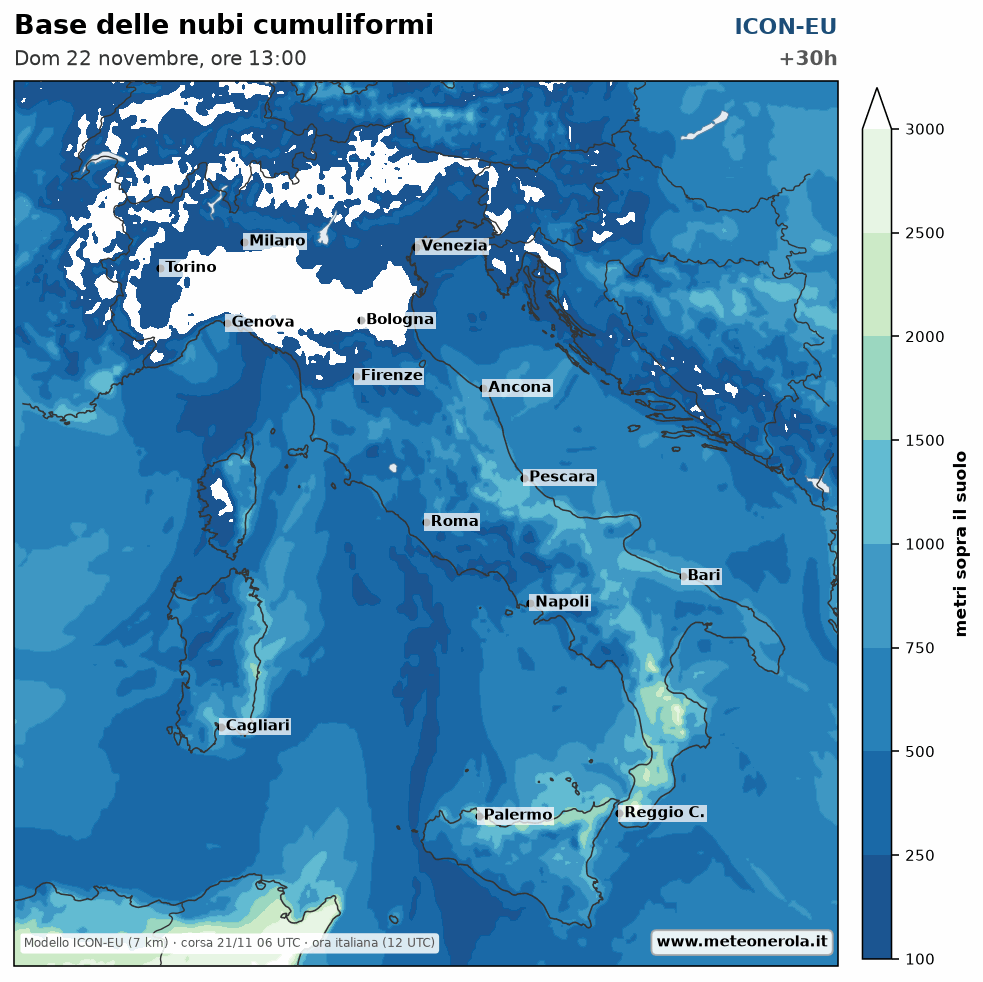 Base delle nubi cumuliformi
ICON-EU
Dom 22 novembre, ore 13:00
+30h
3000
2500
2000
1500
1000
750
500
250
100
metri sopra il suolo
Milano
Venezia
Torino
Genova
Bologna
Firenze
Ancona
Pescara
Roma
Bari
Napoli
Cagliari
Palermo
Reggio C.
Modello ICON-EU (7 km) · corsa 21/11 06 UTC · ora italiana (12 UTC)
www.meteonerola.it